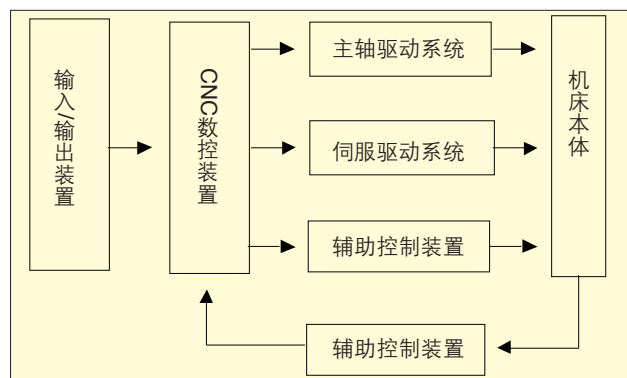 输入/输出装置
CNC数控装置
主轴驱动系统
伺服驱动系统
辅助控制装置
辅助控制装置
机床本体